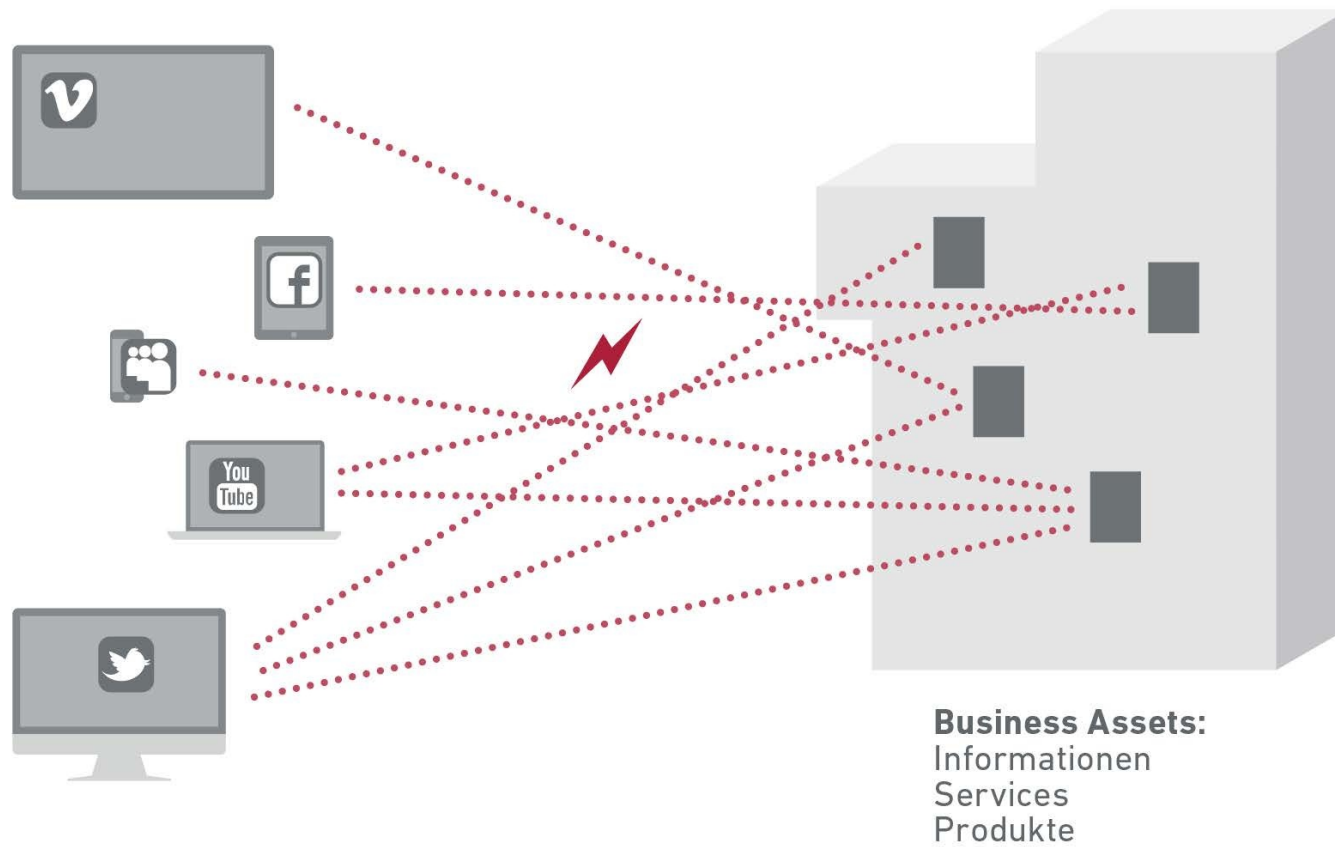 You
Tube
Business Assets:
Informationen
Services
Produkte